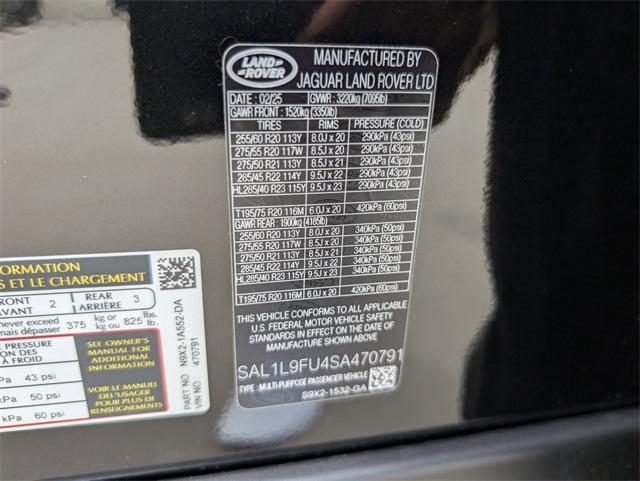 LAND ROVER
MANUFACTURED BY
JAGUAR LAND ROVER LTD
DATE : 02/25 GVWR : 3220kg (7095lb)
GAWR FRONT : 1520kg (3350lb)
TIRES RIMS PRESSURE (COLD)
255/60 R20 113Y 8.0J x 20 290kPa (43psi)
275/55 R20 117W 8.5J x 20 290kPa (43psi)
275/50 R21 113Y 8.5J x 21 290kPa (43psi)
285/45 R22 114Y 9.5J x 22 290kPa (43psi)
HL285/40 R23 115Y 9.5J x 23 290kPa (43psi)
T195/75 R20 116M 6.0J x 20 420kPa (60psi)
GAWR REAR : 1900kg (4185lb)
255/60 R20 113Y 8.0J x 20 340kPa (50psi)
275/55 R20 117W 8.5J x 20 340kPa (50psi)
275/50 R21 113Y 8.5J x 21 340kPa (50psi)
285/45 R22 114Y 9.5J x 22 340kPa (50psi)
HL285/40 R23 115Y 9.5J x 23 340kPa (50psi)
T195/75 R20 116M 6.0J x 20 420kPa (60psi)
THIS VEHICLE CONFORMS TO ALL APPLICABLE
U.S. FEDERAL MOTOR VEHICLE SAFETY
STANDARDS IN EFFECT ON THE DATE OF
MANUFACTURE SHOWN ABOVE.
SAL1L9FU4SA470791
TYPE: MULTI-PURPOSE PASSENGER VEHICLE
S9X2-1532-GA
FORMATION
S ET LE CHARGEMENT
FRONT 2 REAR 3
AVANT ARRIÈRE
never exceed 375 kg or 825 lbs.
mais dépasser kg ou lb.
PRESSURE
À FROID
kPa 43 psi
kPa 50 psi
kPa 60 psi
SEE OWNER'S
MANUAL FOR
ADDITIONAL
INFORMATION
VOIR LE MANUEL
DE L'USAGER
POUR PLUS DE
RENSEIGNEMENTS
PART NO N9X2-1A552-DA
VIN NO: 470791